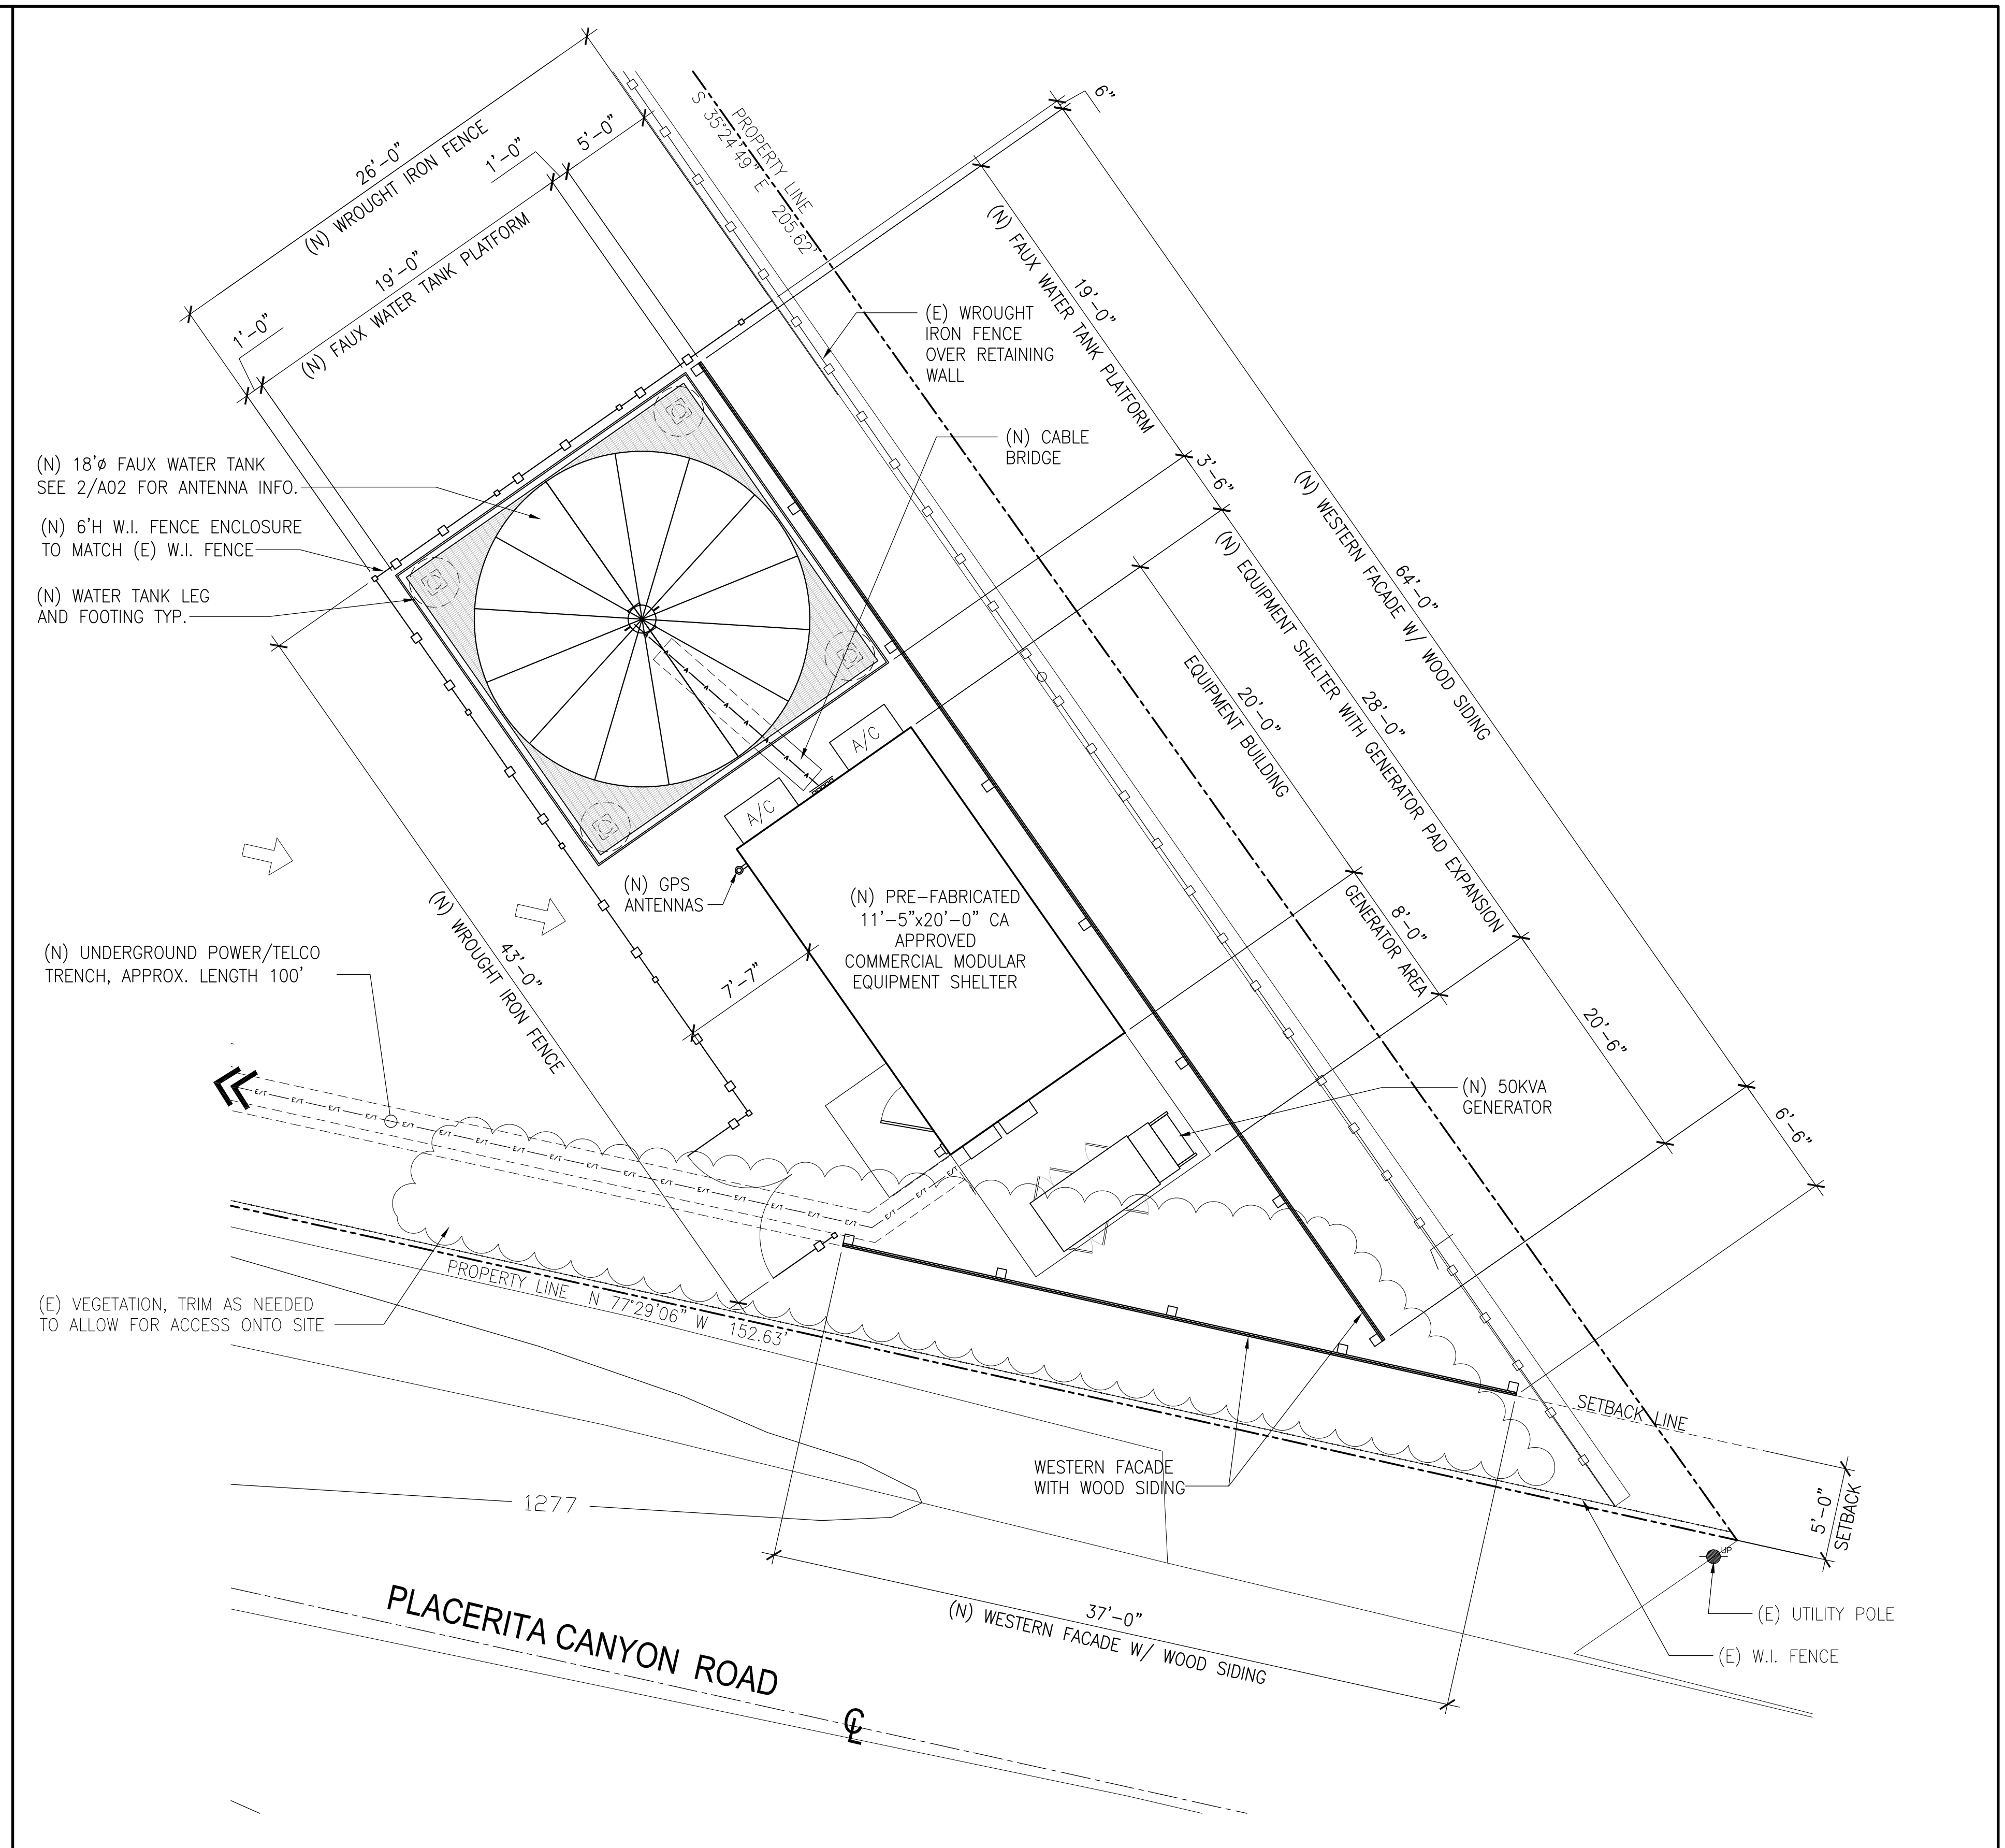 26'-0"
(N) WROUGHT IRON FENCE
1'-0"
5'-0"
19'-0"
(N) FAUX WATER TANK PLATFORM
1'-0"
PROPERTY LINE
S 35°24'49" E 205.62'
6"
(N) FAUX WATER TANK PLATFORM
19'-0"
3'-6"
(N) WESTERN FACADE W/ WOOD SIDING
64'-0"
(N) EQUIPMENT SHELTER WITH GENERATOR PAD EXPANSION
28'-0"
EQUIPMENT BUILDING
20'-0"
GENERATOR AREA
8'-0"
20'-6"
6'-6"
(E) WROUGHT
IRON FENCE
OVER RETAINING
WALL
(N) CABLE
BRIDGE
(N) 18'ø FAUX WATER TANK
SEE 2/A02 FOR ANTENNA INFO.
(N) 6'H W.I. FENCE ENCLOSURE
TO MATCH (E) W.I. FENCE
(N) WATER TANK LEG
AND FOOTING TYP.
A/C
A/C
(N) GPS
ANTENNAS
(N) PRE-FABRICATED
11'-5"x20'-0" CA
APPROVED
COMMERCIAL MODULAR
EQUIPMENT SHELTER
7'-7"
43'-0"
(N) WROUGHT IRON FENCE
(N) UNDERGROUND POWER/TELCO
TRENCH, APPROX. LENGTH 100'
E/T E/T E/T E/T E/T E/T E/T E/T E/T E/T E/T E/T E/T E/T E/T E/T E/T E/T E/T E/T
(N) 50KVA
GENERATOR
(E) VEGETATION, TRIM AS NEEDED
TO ALLOW FOR ACCESS ONTO SITE
PROPERTY LINE N 77°29'06" W 152.63'
SETBACK LINE
WESTERN FACADE
WITH WOOD SIDING
5'-0"
SETBACK
1277
UP
37'-0"
(N) WESTERN FACADE W/ WOOD SIDING
(E) UTILITY POLE
(E) W.I. FENCE
PLACERITA CANYON ROAD
℄